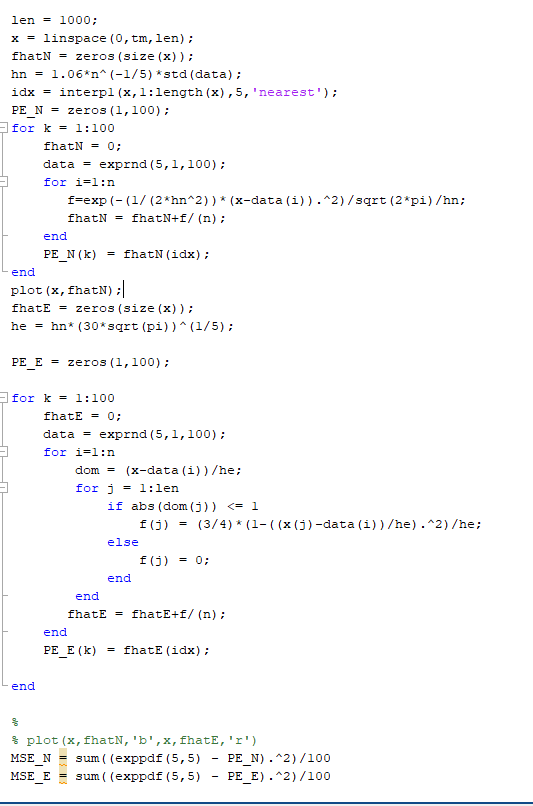 len = 1000;
x = linspace(0,tm,len);
fhatN = zeros(size(x));
hn = 1.06*n^(-1/5)*std(data);
idx = interp1(x,1:length(x),5,'nearest');
PE_N = zeros(1,100);
for k = 1:100
fhatN = 0;
data = exprnd(5,1,100);
for i=1:n
f=exp(-(1/(2*hn^2))*(x-data(i)).^2)/sqrt(2*pi)/hn;
fhatN = fhatN+f/(n);
end
PE_N(k) = fhatN(idx);
end
plot(x,fhatN);
fhatE = zeros(size(x));
he = hn*(30*sqrt(pi))^(1/5);
PE_E = zeros(1,100);
for k = 1:100
fhatE = 0;
data = exprnd(5,1,100);
for i=1:n
dom = (x-data(i))/he;
for j = 1:len
if abs(dom(j)) <= 1
f(j) = (3/4)*(1-((x(j)-data(i))/he).^2)/he;
else
f(j) = 0;
end
end
fhatE = fhatE+f/(n);
end
PE_E(k) = fhatE(idx);
end
%
% plot(x,fhatN,'b',x,fhatE,'r')
MSE_N = sum((exppdf(5,5) - PE_N).^2)/100
MSE_E = sum((exppdf(5,5) - PE_E).^2)/100